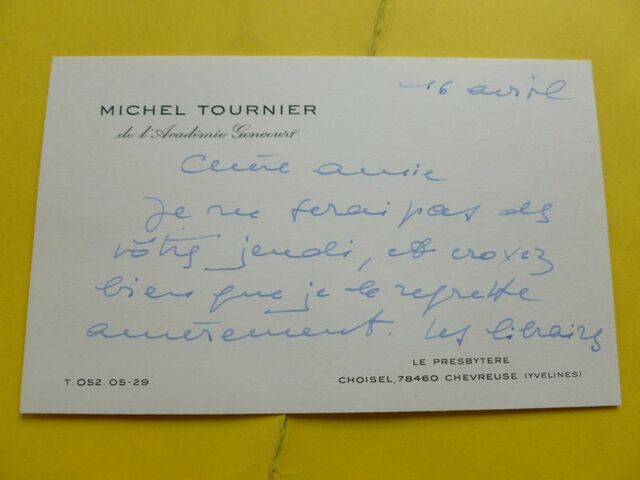 16 avril
MICHEL TOURNIER
de l'Académie Goncourt
Chère amie
Je ne serai pas des
vôtres jeudi, et croyez
bien que je le regrette
amèrement. Les libraires
LE PRESBYTERE
T. 052. 05-29
CHOISEL, 78460 CHEVREUSE (YVELINES)